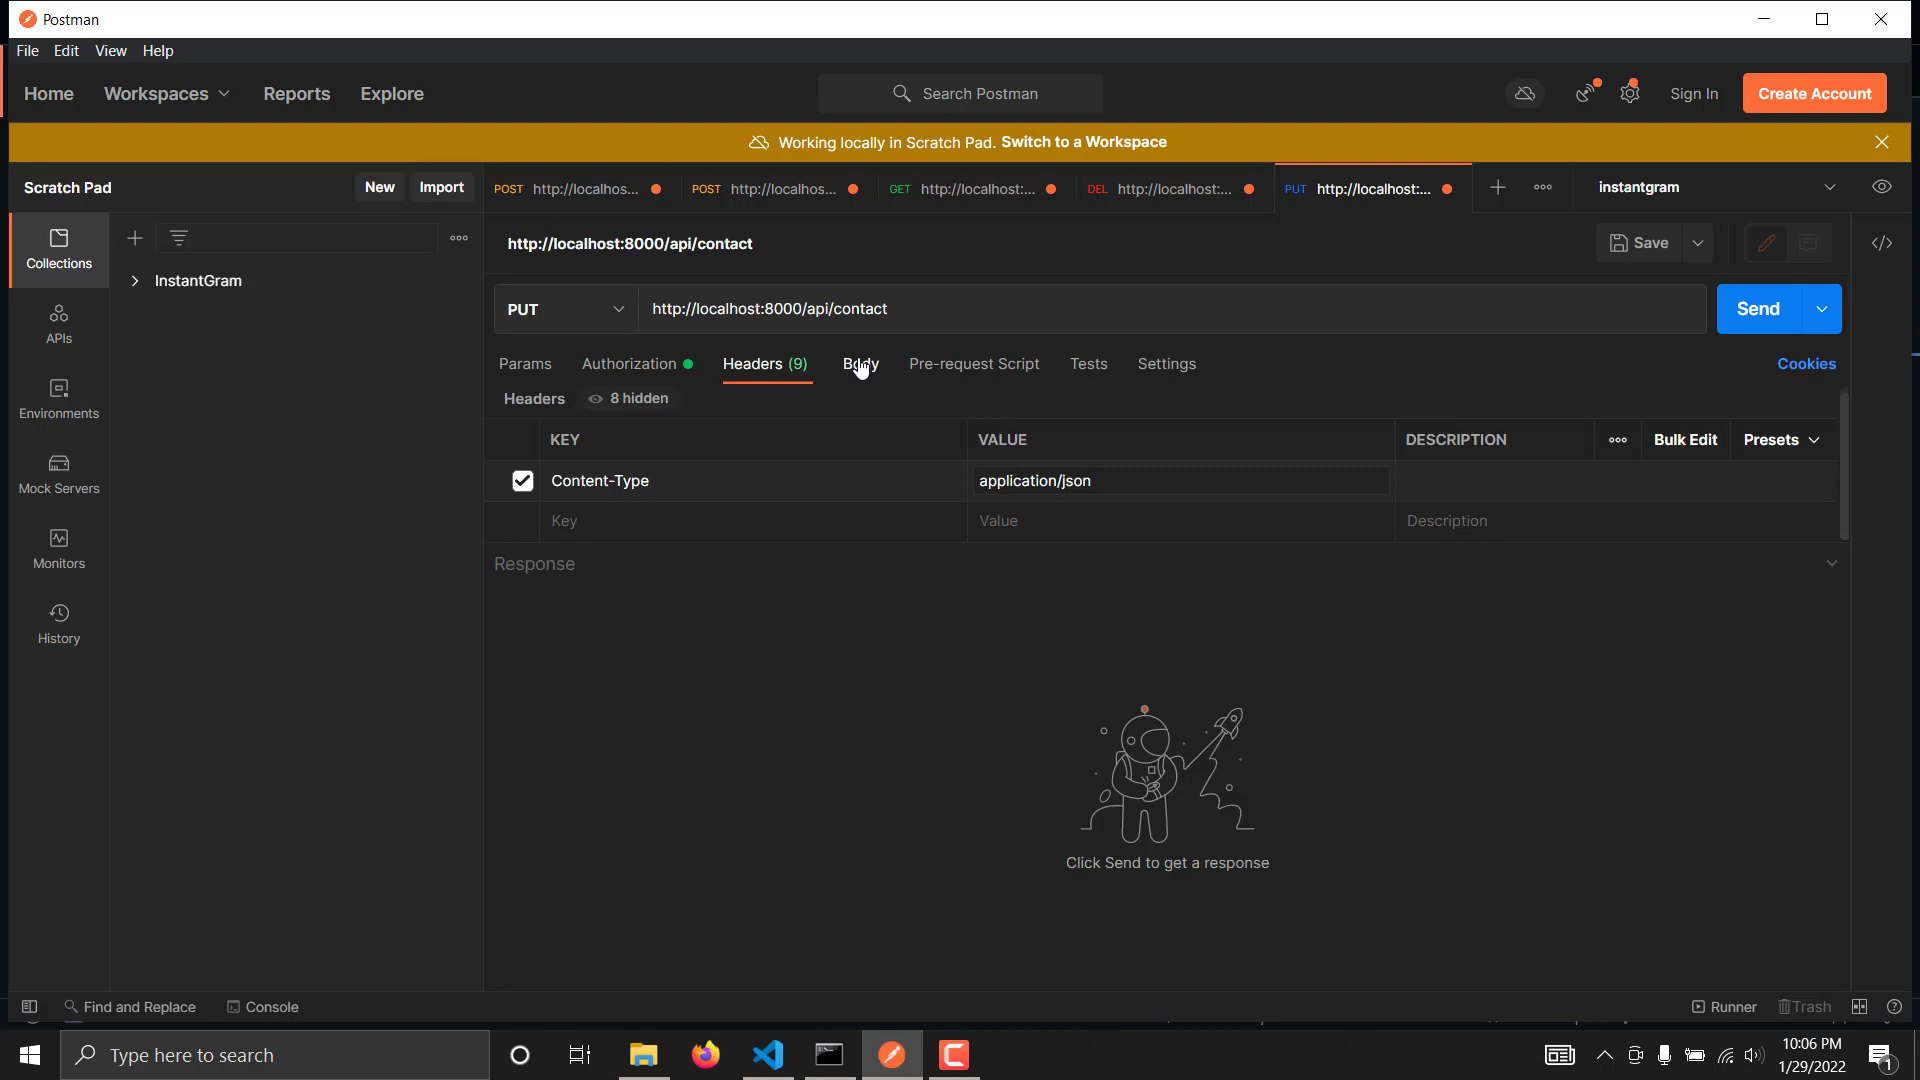 Postman
File Edit View Help
Home Workspaces Reports Explore
Search Postman
Sign In Create Account
Working locally in Scratch Pad. Switch to a Workspace
Scratch Pad New Import
POST http://localhos... POST http://localhos... GET http://localhost:... DEL http://localhost:... PUT http://localhost:...
instantgram
Collections
InstantGram
APIs
Environments
Mock Servers
Monitors
History
http://localhost:8000/api/contact
Save
PUT http://localhost:8000/api/contact Send
Params Authorization Headers (9) Body Pre-request Script Tests Settings Cookies
Headers 8 hidden
KEY VALUE DESCRIPTION Bulk Edit Presets
Content-Type application/json
Key Value Description
Response
Click Send to get a response
Find and Replace Console Runner Trash
Type here to search
10:06 PM
1/29/2022
1